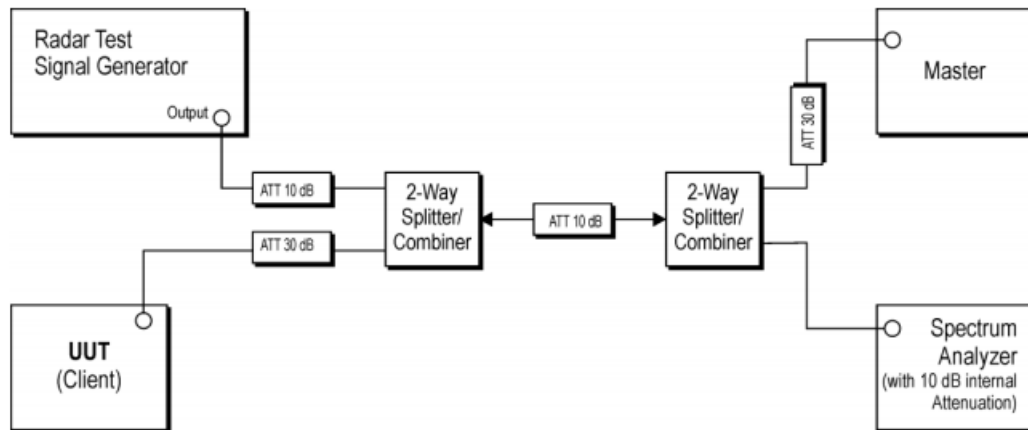 Radar Test
Signal Generator
Output
ATT 10 dB
2-Way
Splitter/
Combiner
ATT 30 dB
ATT 10 dB
2-Way
Splitter/
Combiner
ATT 30 dB
Master
UUT
(Client)
Spectrum
Analyzer
(with 10 dB internal
Attenuation)